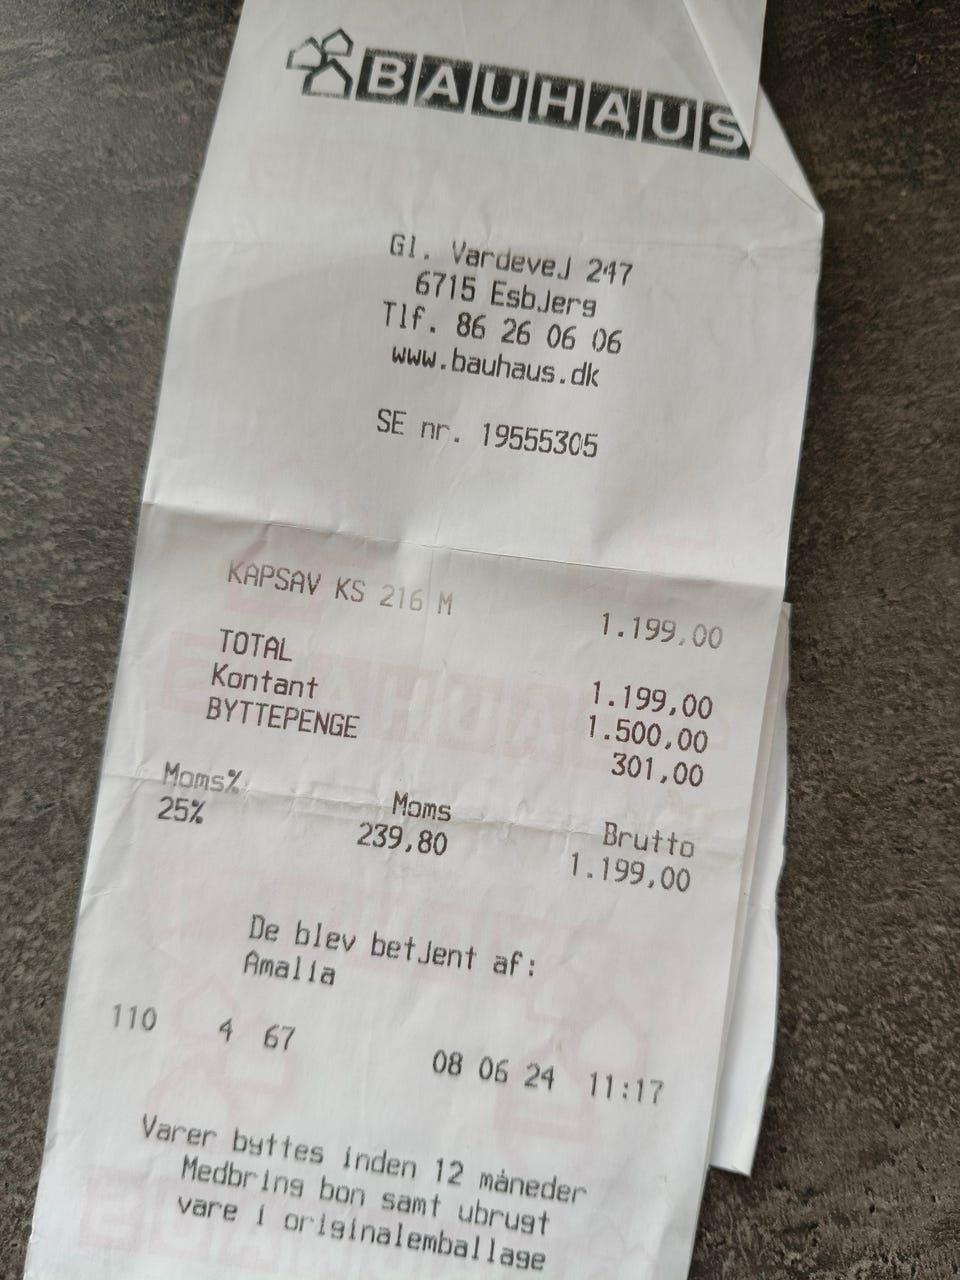 BAUHAUS
Gl. Vardevej 247
6715 Esbjerg
Tlf. 86 26 06 06
www.bauhaus.dk
SE nr. 19555305
KAPSAV KS 216 M 1.199,00
TOTAL 1.199,00
Kontant 1.500,00
BYTTEPENGE 301,00
Moms% Moms Brutto
25% 239,80 1.199,00
De blev betjent af:
Amalia
110 4 67 08 06 24 11:17
Varer byttes inden 12 måneder
Medbring bon samt ubrugt
vare i originalemballage